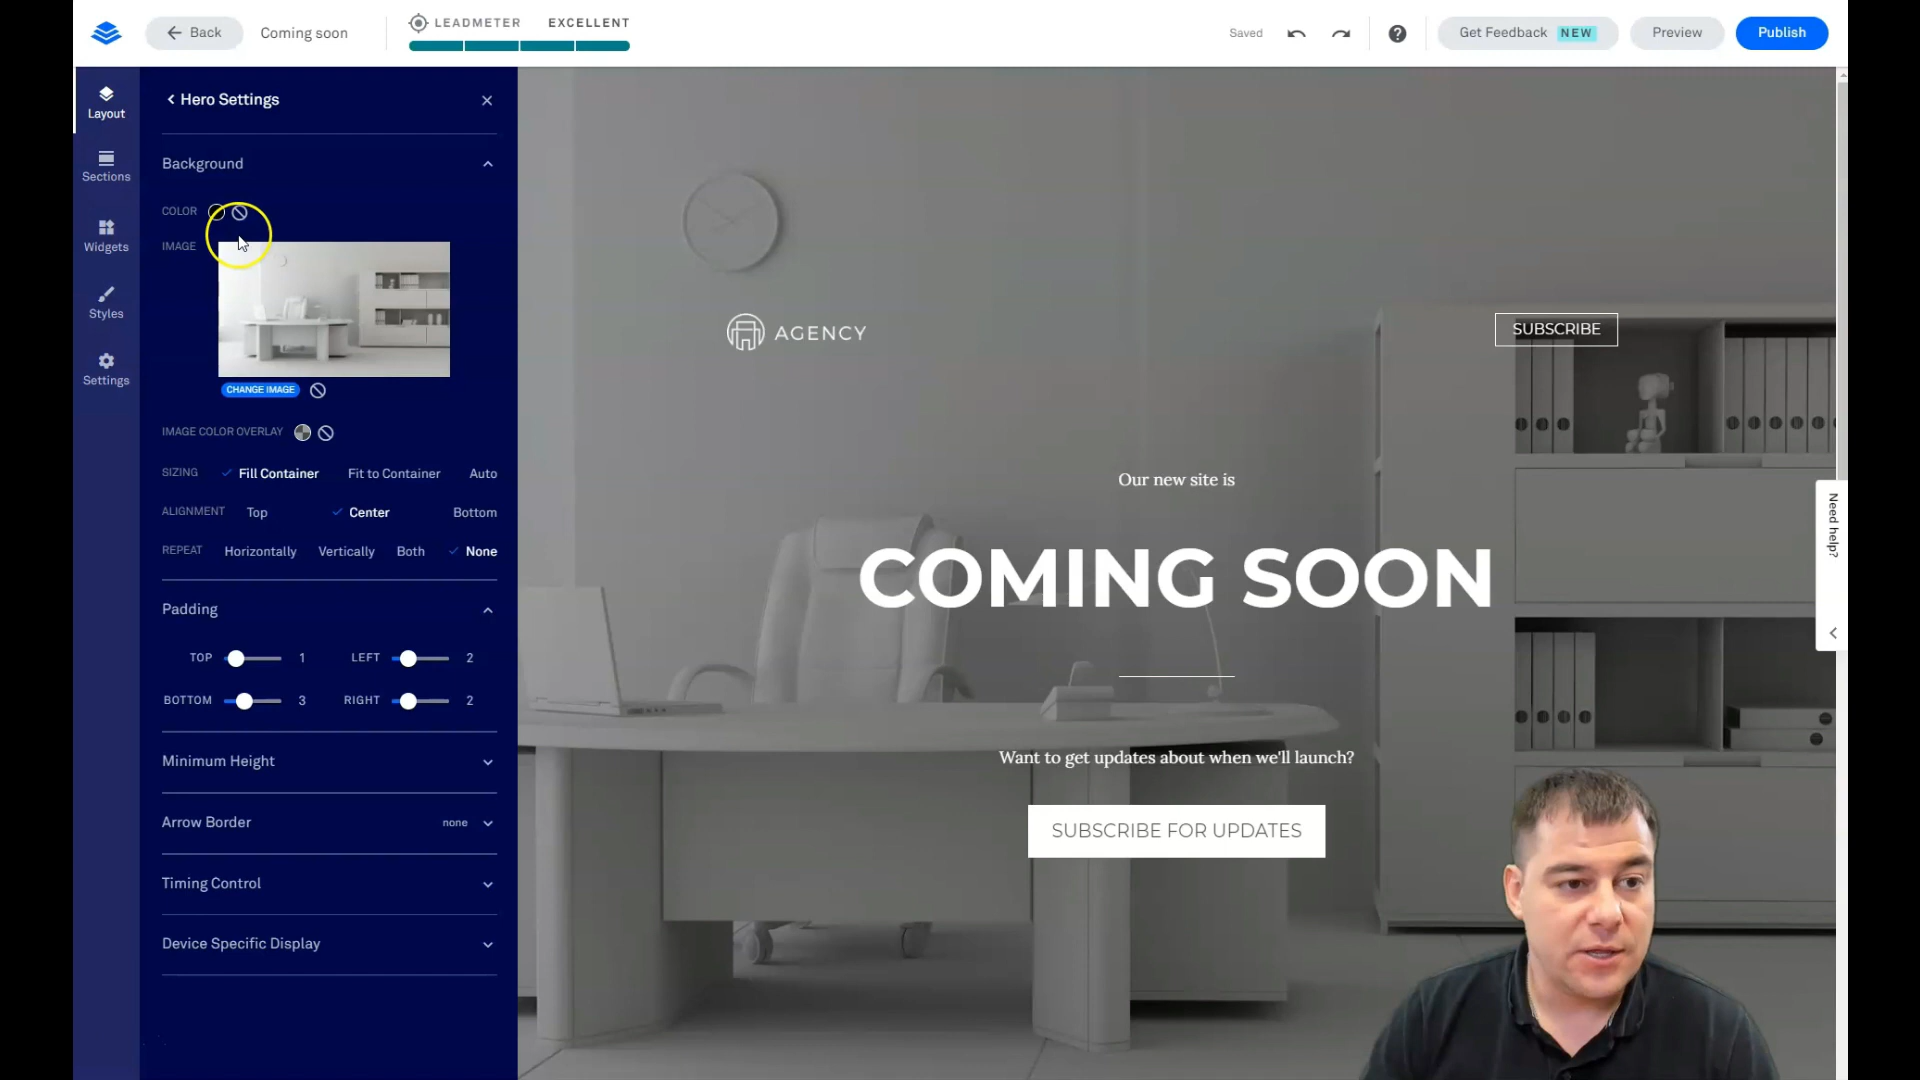 Back
Coming soon
LEADMETER EXCELLENT
Saved
Get Feedback NEW
Preview
Publish
Layout
Sections
Widgets
Styles
Settings
Hero Settings
Background
COLOR
IMAGE
CHANGE IMAGE
IMAGE COLOR OVERLAY
SIZING Fill Container Fit to Container Auto
ALIGNMENT Top Center Bottom
REPEAT Horizontally Vertically Both None
Padding
TOP 1 LEFT 2
BOTTOM 3 RIGHT 2
Minimum Height
Arrow Border none
Timing Control
Device Specific Display
AGENCY
SUBSCRIBE
Our new site is
COMING SOON
Want to get updates about when we'll launch?
SUBSCRIBE FOR UPDATES
Need help?